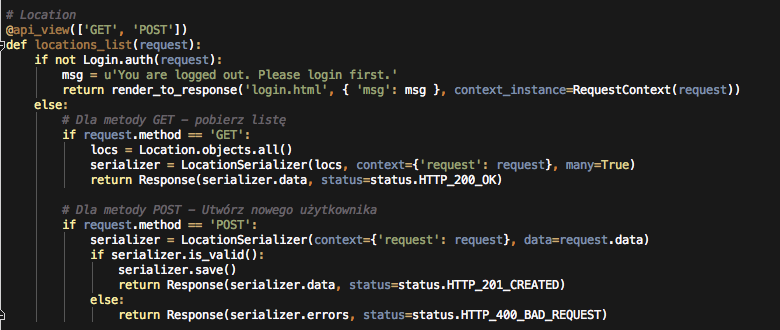 # Location
@api_view(['GET', 'POST'])
def locations_list(request):
    if not Login.auth(request):
        msg = u'You are logged out. Please login first.'
        return render_to_response('login.html', { 'msg': msg }, context_instance=RequestContext(request))
    else:
        # Dla metody GET – pobierz listę
        if request.method == 'GET':
            locs = Location.objects.all()
            serializer = LocationSerializer(locs, context={'request': request}, many=True)
            return Response(serializer.data, status=status.HTTP_200_OK)

        # Dla metody POST – Utwórz nowego użytkownika
        if request.method == 'POST':
            serializer = LocationSerializer(context={'request': request}, data=request.data)
            if serializer.is_valid():
                serializer.save()
                return Response(serializer.data, status=status.HTTP_201_CREATED)
            else:
                return Response(serializer.errors, status=status.HTTP_400_BAD_REQUEST)